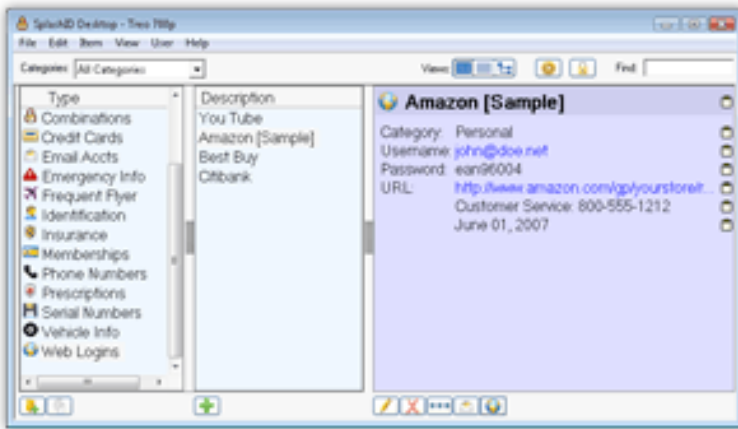 SplashID Desktop - Treo 700p
File Edit Item View User Help
Categories: All Categories Views: Find:
Type
Combinations
Credit Cards
Email Accts
Emergency Info
Frequent Flyer
Identification
Insurance
Memberships
Phone Numbers
Prescriptions
Serial Numbers
Vehicle Info
Web Logins
Description
You Tube
Amazon [Sample]
Best Buy
Citibank
Amazon [Sample]
Category: Personal
Username: john@doe.net
Password: ean96004
URL: http://www.amazon.com/gp/yourstore/r...
Customer Service: 800-555-1212
June 01, 2007